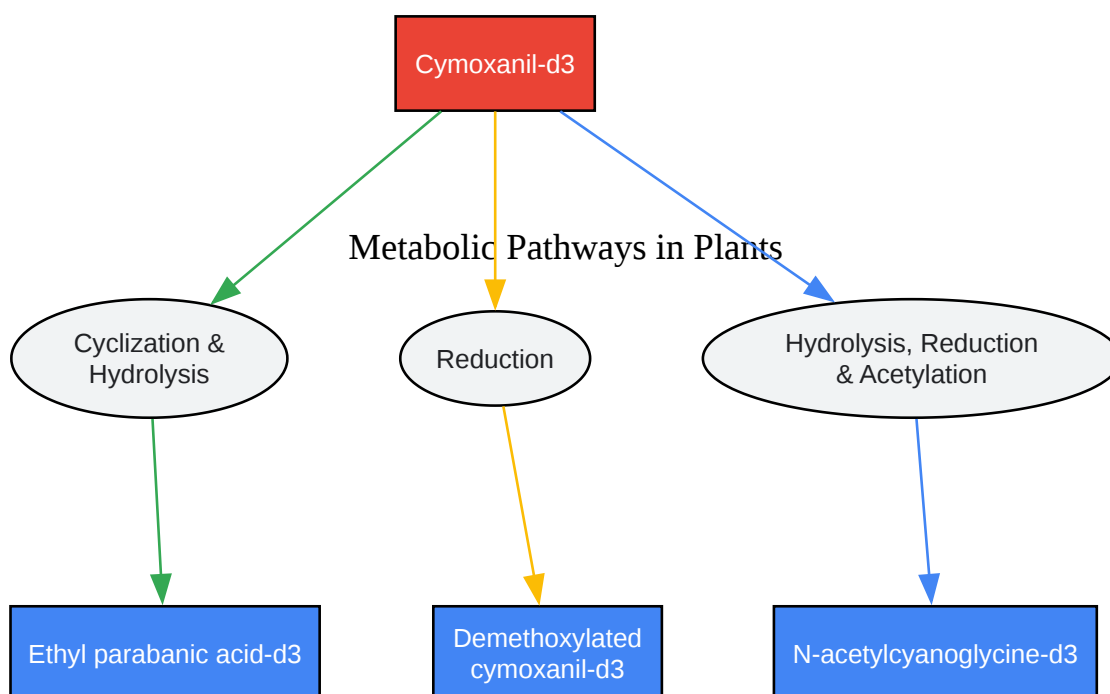 Cymoxanil-d3
Metabolic Pathways in Plants
Cyclization &
Hydrolysis
Reduction
Hydrolysis, Reduction
& Acetylation
Ethyl parabanic acid-d3
Demethoxylated
cymoxanil-d3
N-acetylcyanoglycine-d3